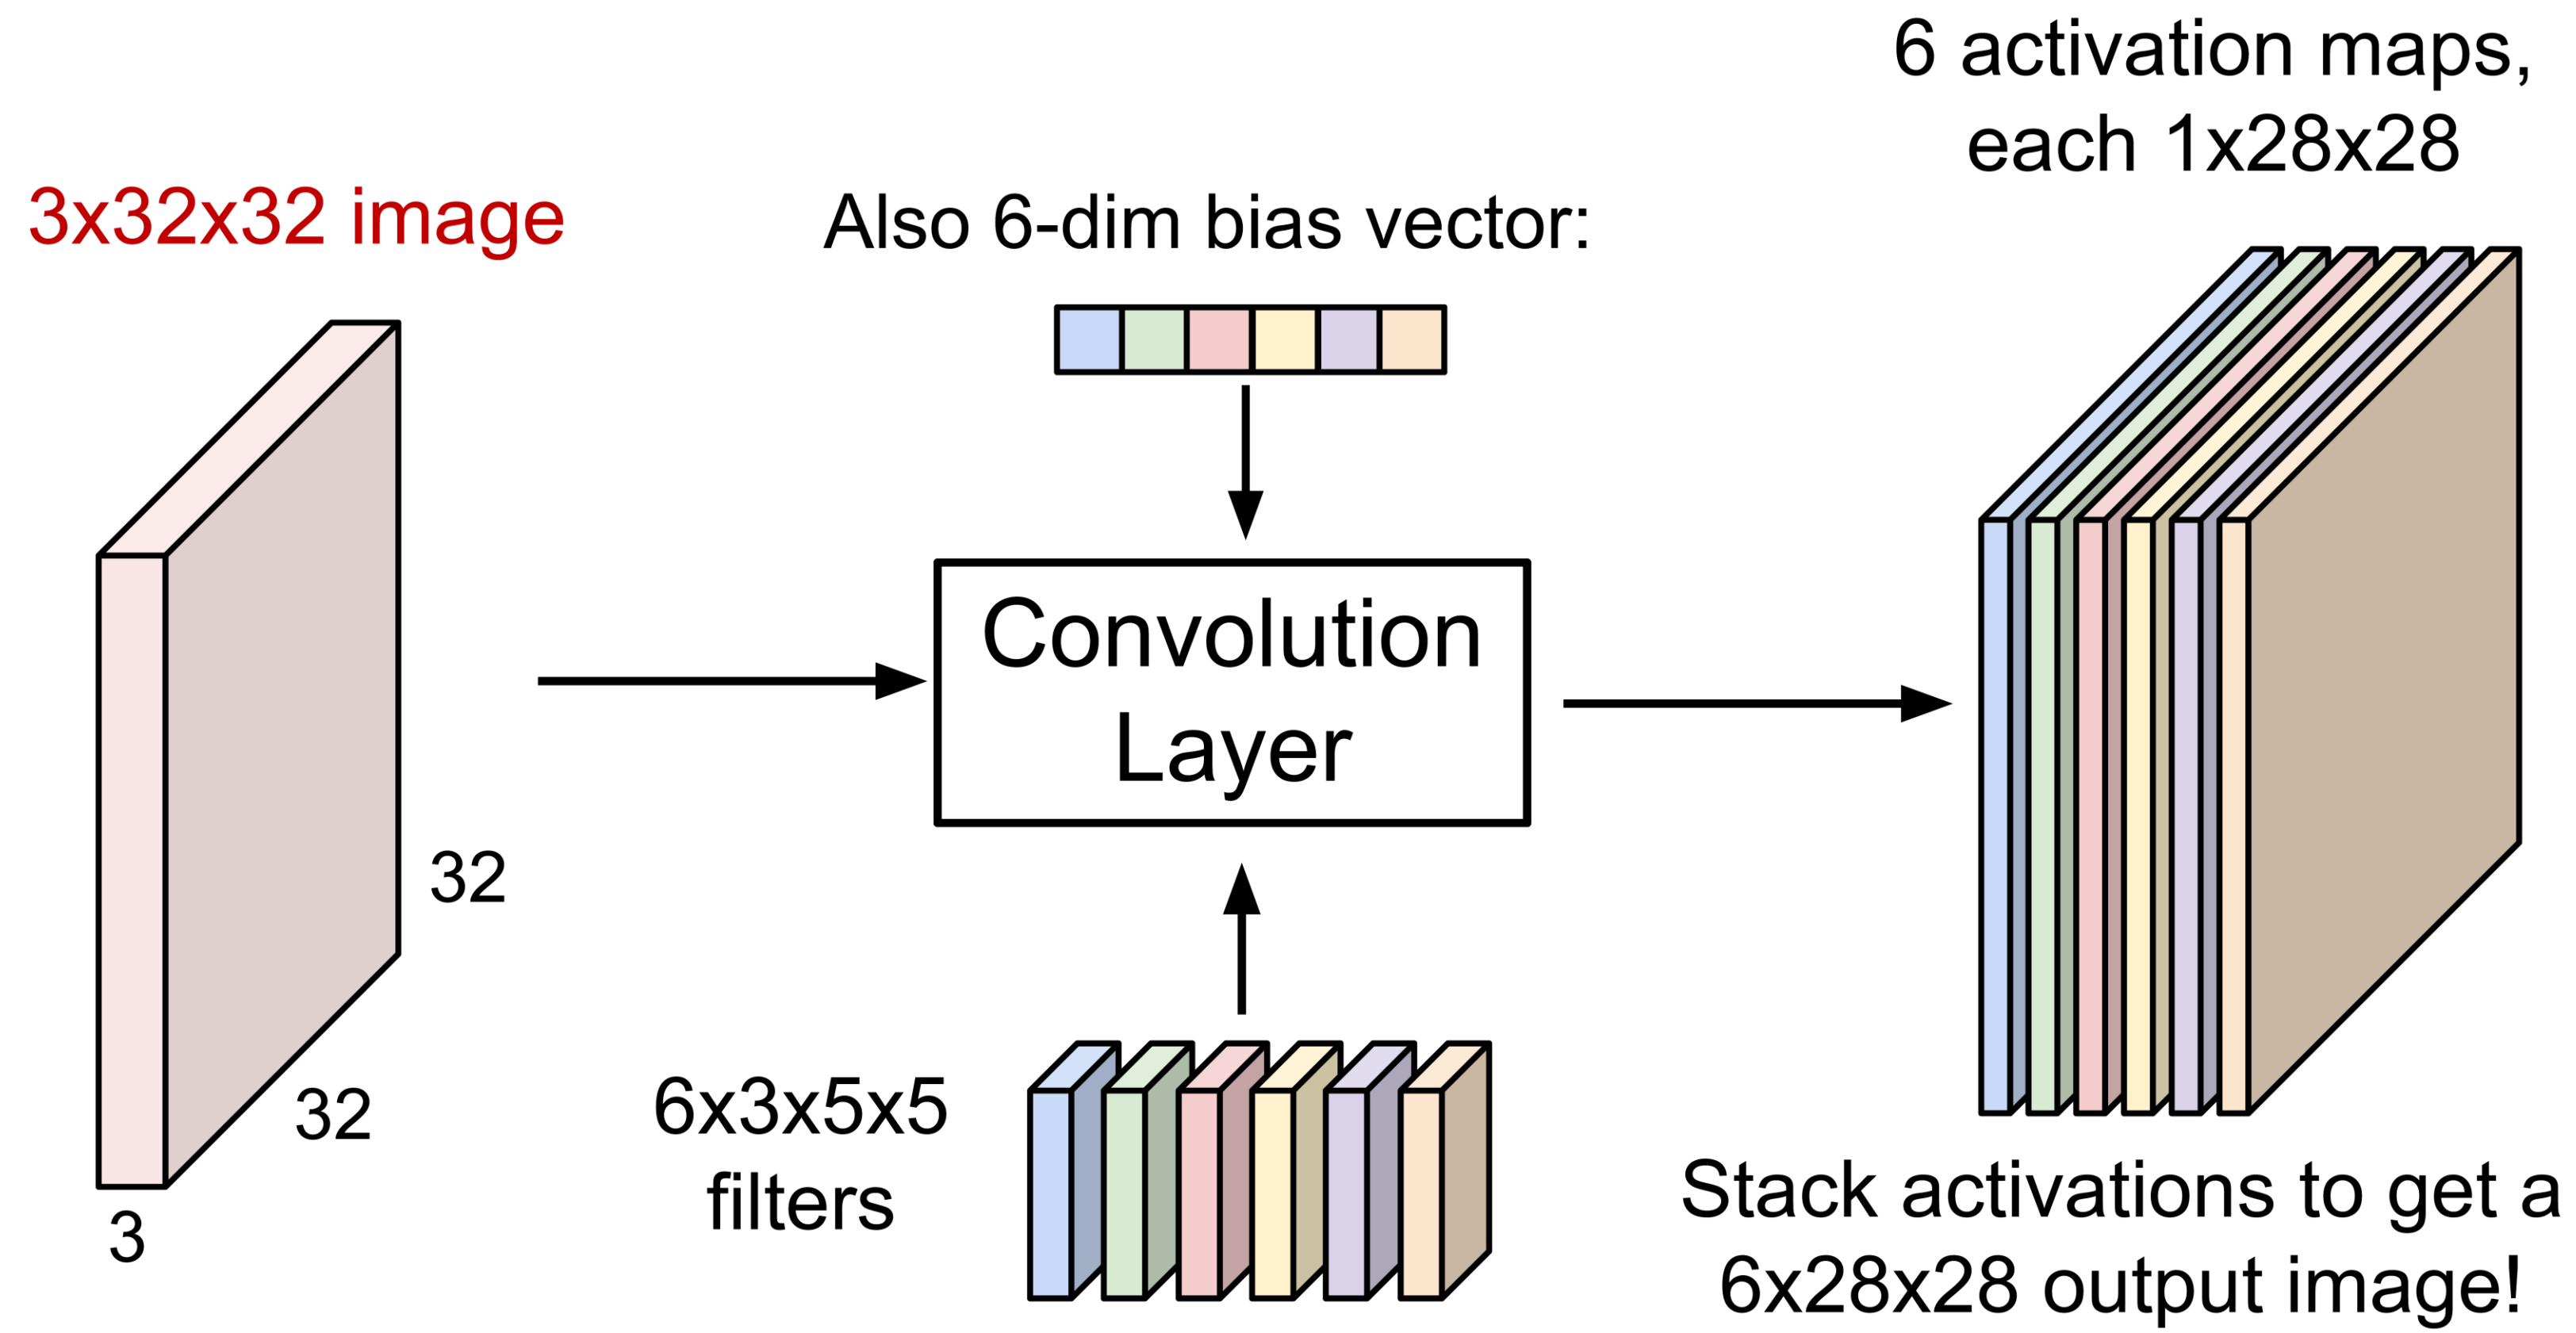 3x32x32 image
32
32
3
Also 6-dim bias vector:
Convolution
Layer
6x3x5x5
filters
6 activation maps,
each 1x28x28
Stack activations to get a
6x28x28 output image!